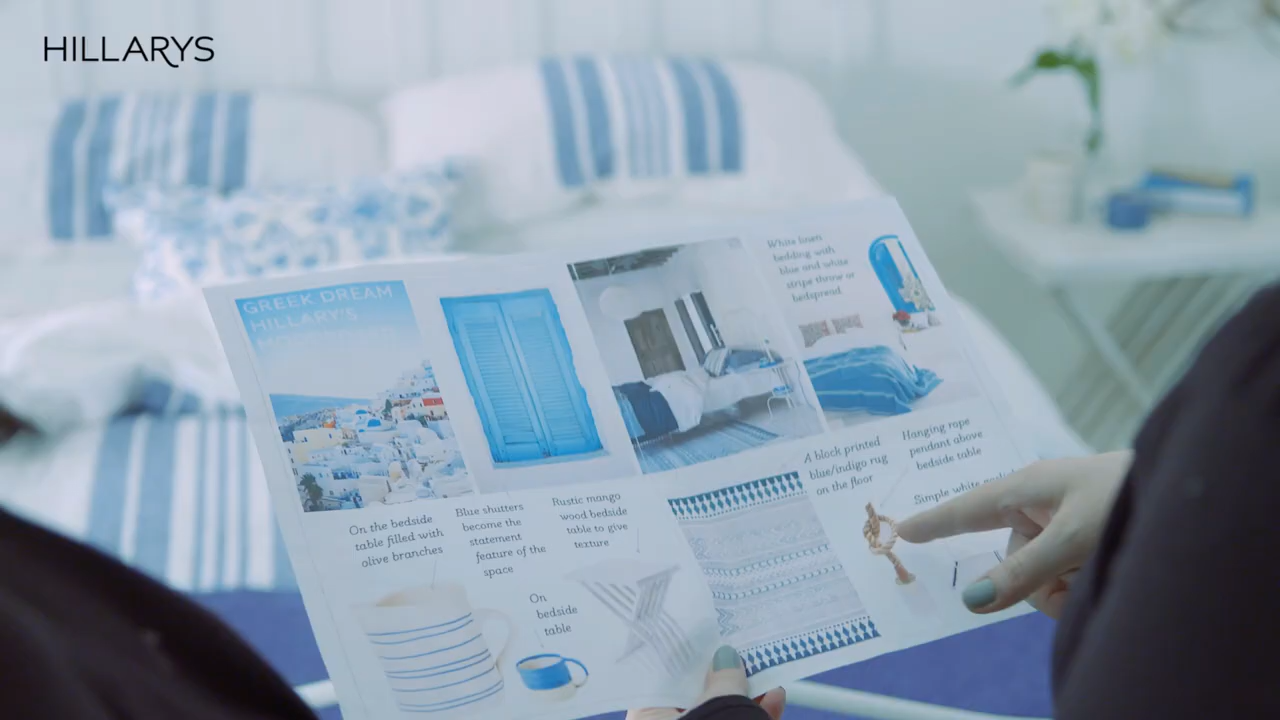 HILLARYS
GREEK DREAM
HILLARY'S
White linen
bedding with
blue and white
stripe throw or
bedspread
Hanging rope
pendant above
bedside table
A block printed
blue/indigo rug
on the floor
Simple white
On the bedside
table filled with
olive branches
Blue shutters
become the
statement
feature of the
space
Rustic mango
wood bedside
table to give
texture
On
bedside
table